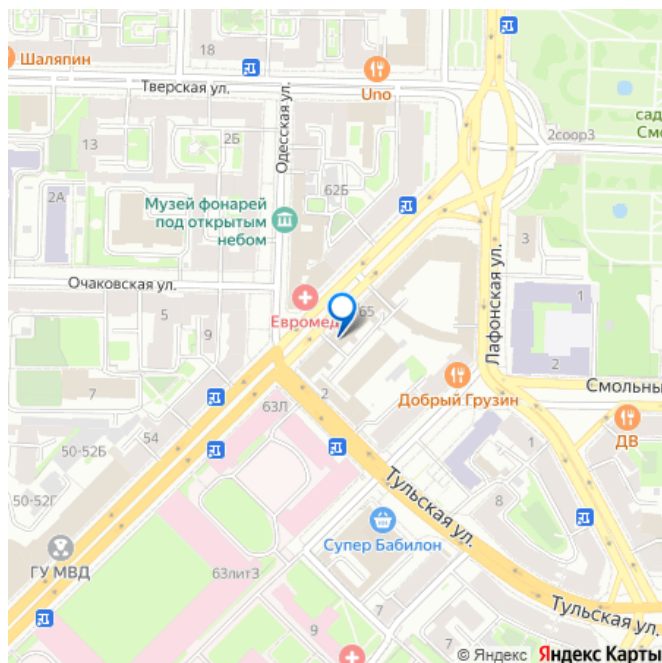 Шаляпин
18
Тверская ул.
Uno
Одесская ул.
сад
Смо
2соор3
13
2Б
62Б
2А
Музей фонарей
под открытым
небом
3
Лафонская ул.
Очаковская ул.
5
9
Евромед
65
1
2
7
Добрый Грузин
Смольны
ДВ
63Л
2
54
50-52Б
1
50-52Г
Тульская ул.
8
ГУ МВД
Супер Бабилон
63лит3
7
7
9
Тульская ул.
© Яндекс Яндекс Карты